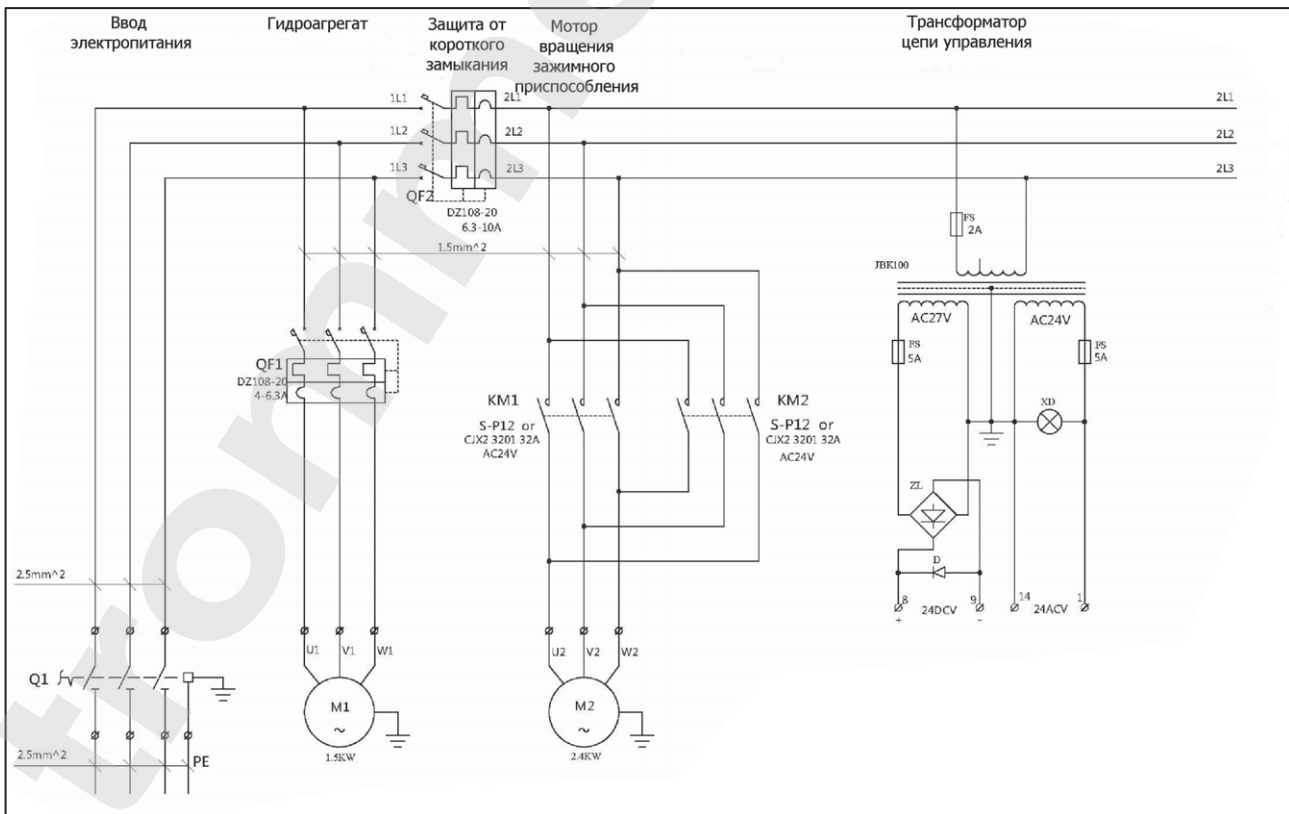 Ввод
электропитания
Гидроагрегат
Защита от
короткого
замыкания
Мотор
вращения
зажимного
приспособления
Трансформатор
цепи управления
1L1
2L1
2L1
1L2
2L2
2L2
1L3
2L3
2L3
QF2
DZ108-20
6.3-10A
1.5mm^2
FS
2A
JBK100
AC27V
AC24V
FS
5A
FS
5A
QF1
DZ108-20
4-6.3A
KM1
S-P12 or
CJX2 3201 32A
AC24V
KM2
S-P12 or
CJX2 3201 32A
AC24V
XD
ZL
D
8
24DCV
9
14
24ACV
1
+
-
2.5mm^2
U1
V1
W1
U2
V2
W2
Q1
M1
~
1.5KW
M2
~
2.4KW
2.5mm^2
PE